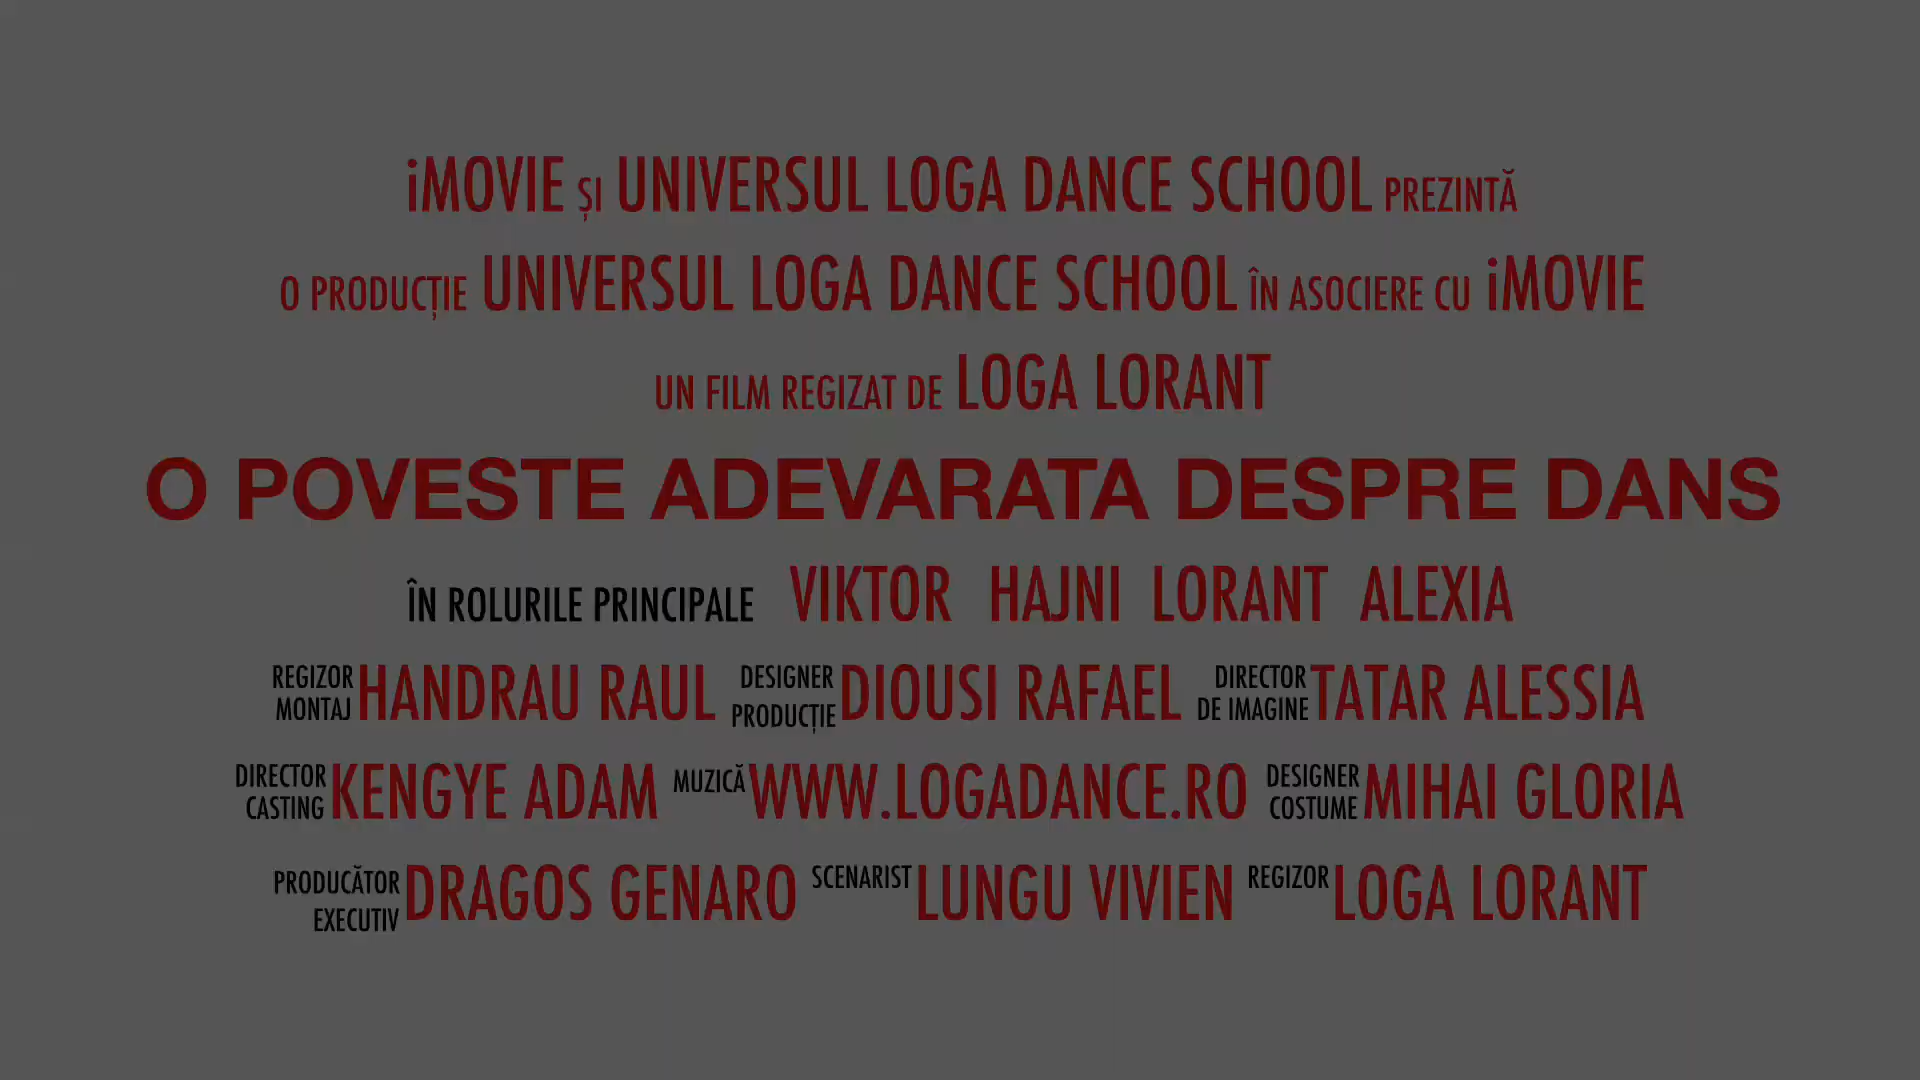 iMOVIE ȘI UNIVERSUL LOGA DANCE SCHOOL PREZINTĂ
O PRODUCȚIE UNIVERSUL LOGA DANCE SCHOOL ÎN ASOCIERE CU iMOVIE
UN FILM REGIZAT DE LOGA LORANT
O POVESTE ADEVARATA DESPRE DANS
ÎN ROLURILE PRINCIPALE VIKTOR HAJNI LORANT ALEXIA
REGIZOR MONTAJ HANDRAU RAUL DESIGNER PRODUCȚIE DIOUSI RAFAEL DIRECTOR DE IMAGINE TATAR ALESSIA
DIRECTOR CASTING KENGYE ADAM MUZICĂ WWW.LOGADANCE.RO DESIGNER COSTUME MIHAI GLORIA
PRODUCĂTOR EXECUTIV DRAGOS GENARO SCENARIST LUNGU VIVIEN REGIZOR LOGA LORANT